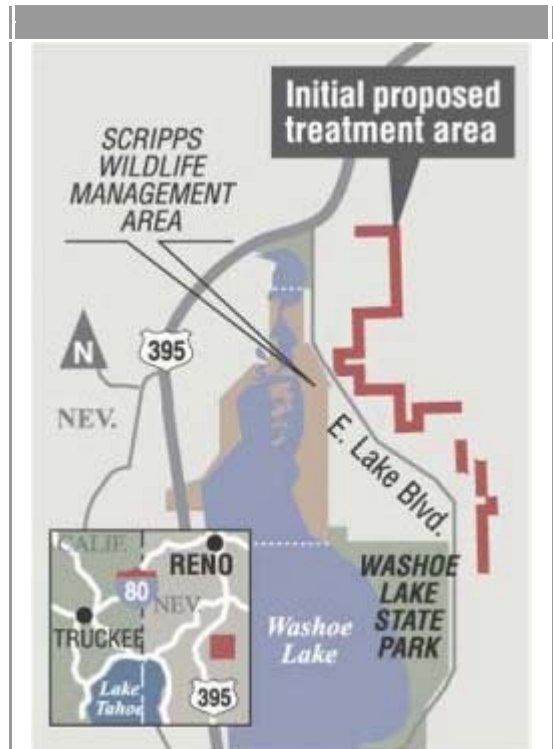 Initial proposed
treatment area
SCRIPPS
WILDLIFE
MANAGEMENT
AREA
N
395
NEV.
E. Lake Blvd.
CALIF.
RENO
80
NEV.
TRUCKEE
Lake
Tahoe
395
Washoe
Lake
WASHOE
LAKE
STATE
PARK